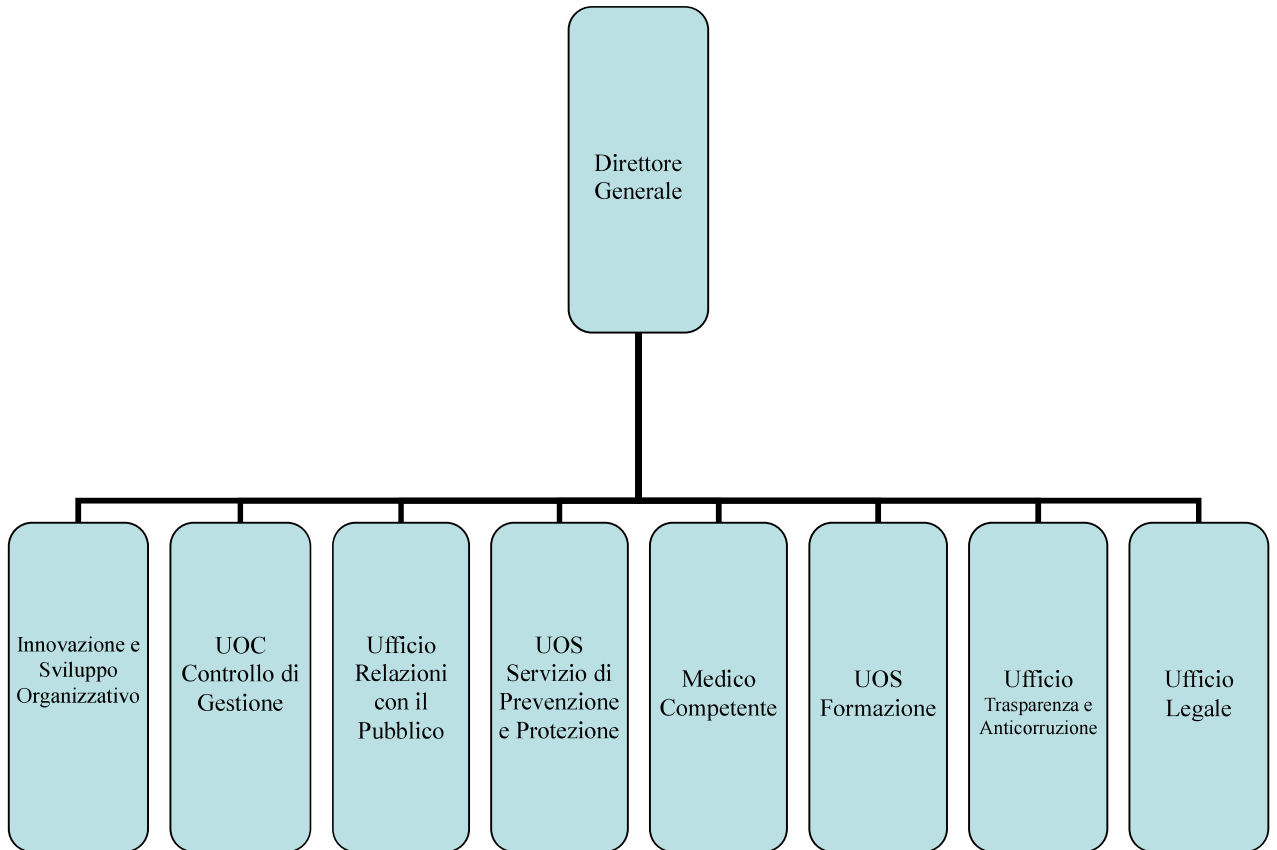 Direttore
Generale
Innovazione e
Sviluppo
Organizzativo
UOC
Controllo di
Gestione
Ufficio
Relazioni
con il
Pubblico
UOS
Servizio di
Prevenzione
e Protezione
Medico
Competente
UOS
Formazione
Ufficio
Trasparenza e
Anticorruzione
Ufficio
Legale